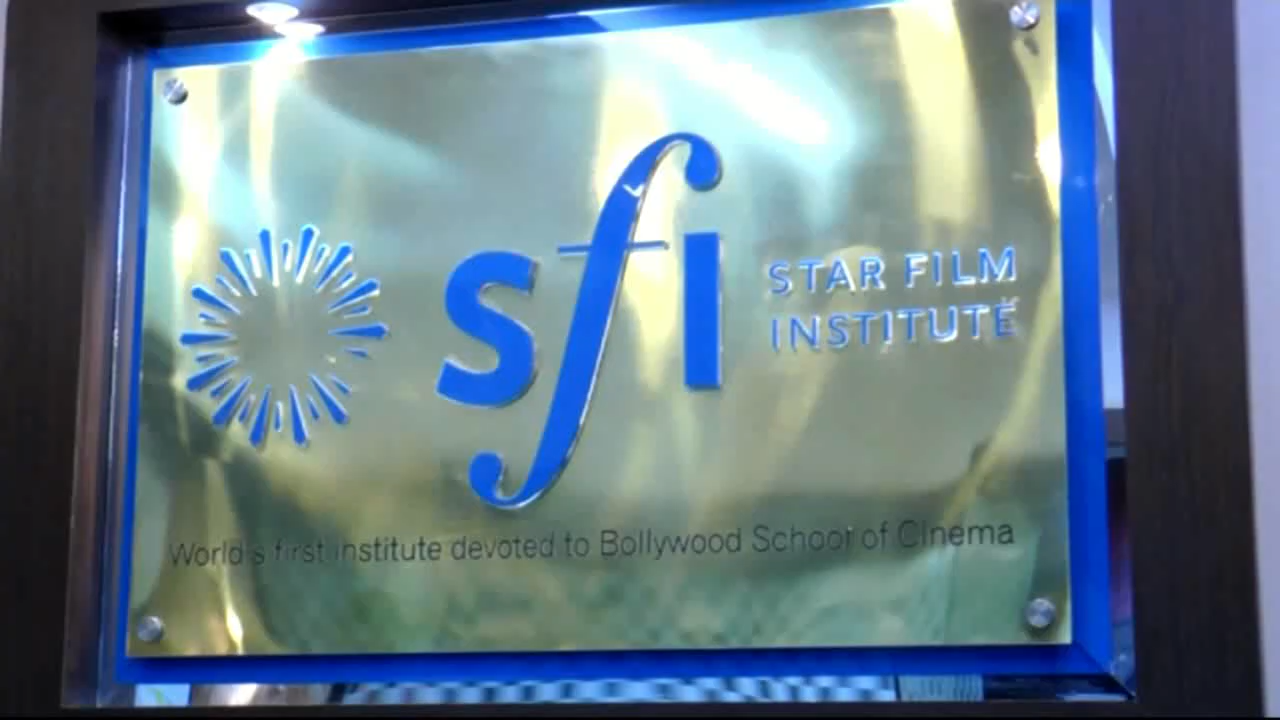 sfi
STAR FILM
INSTITUTE
World's first institute devoted to Bollywood School of CInema